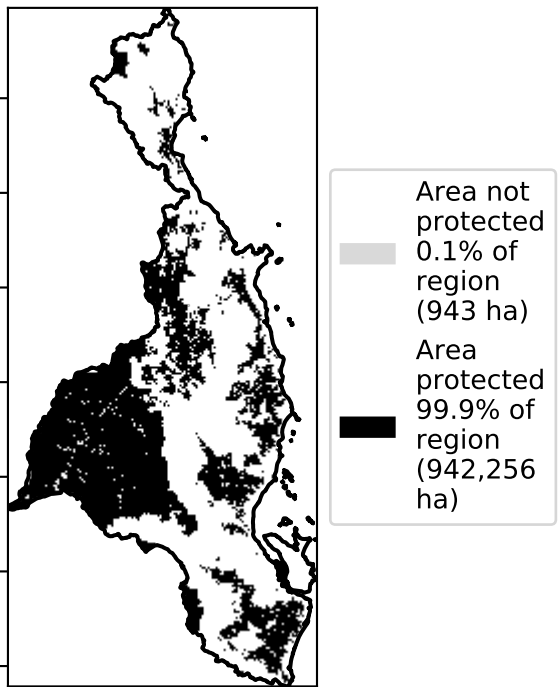 Area not
protected
0.1% of
region
(943 ha)
Area
protected
99.9% of
region
(942,256
ha)